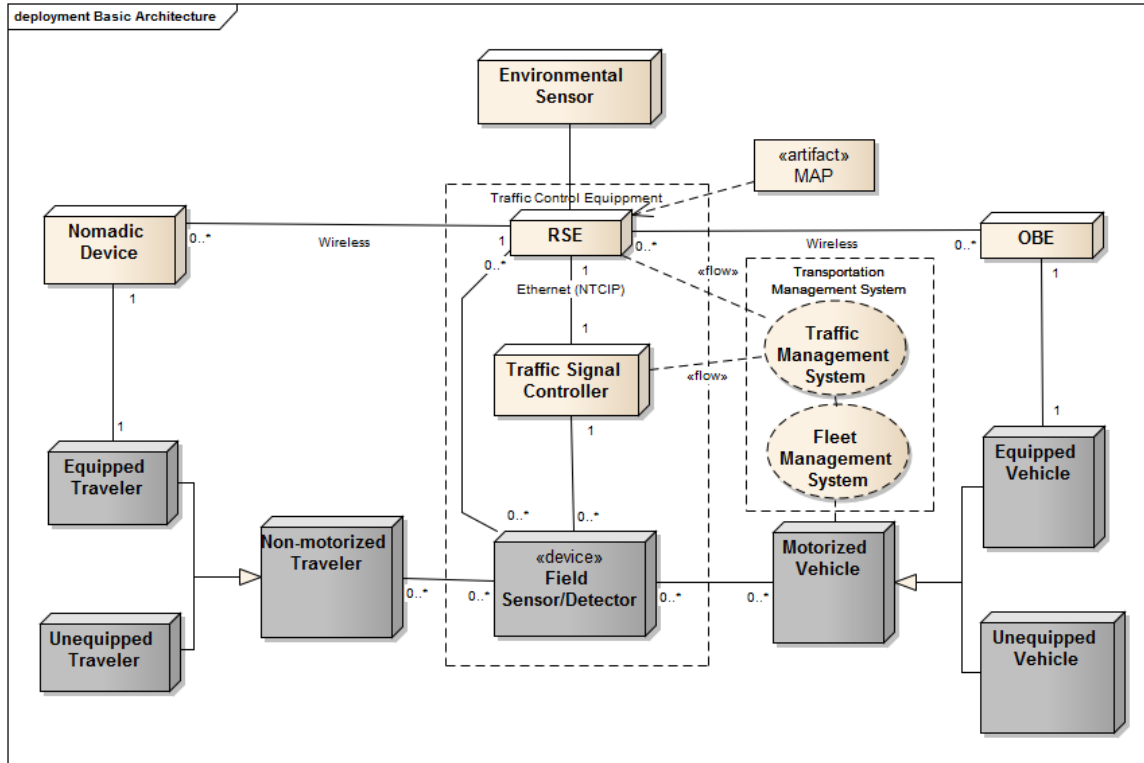 deployment Basic Architecture
Environmental
Sensor
«artifact»
MAP
Traffic Control Equippment
Nomadic
Device
0..*
Wireless
1
RSE
0..*
Wireless
0..*
OBE
0..*
1
Ethernet (NTCIP)
«flow»
Transportation
Management System
1
1
1
Traffic Signal
Controller
1
«flow»
Traffic
Management
System
Fleet
Management
System
1
1
Equipped
Traveler
Equipped
Vehicle
0..*
0..*
Non-motorized
Traveler
«device»
Field
Sensor/Detector
Motorized
Vehicle
0..*
0..*
0..*
0..*
Unequipped
Traveler
Unequipped
Vehicle